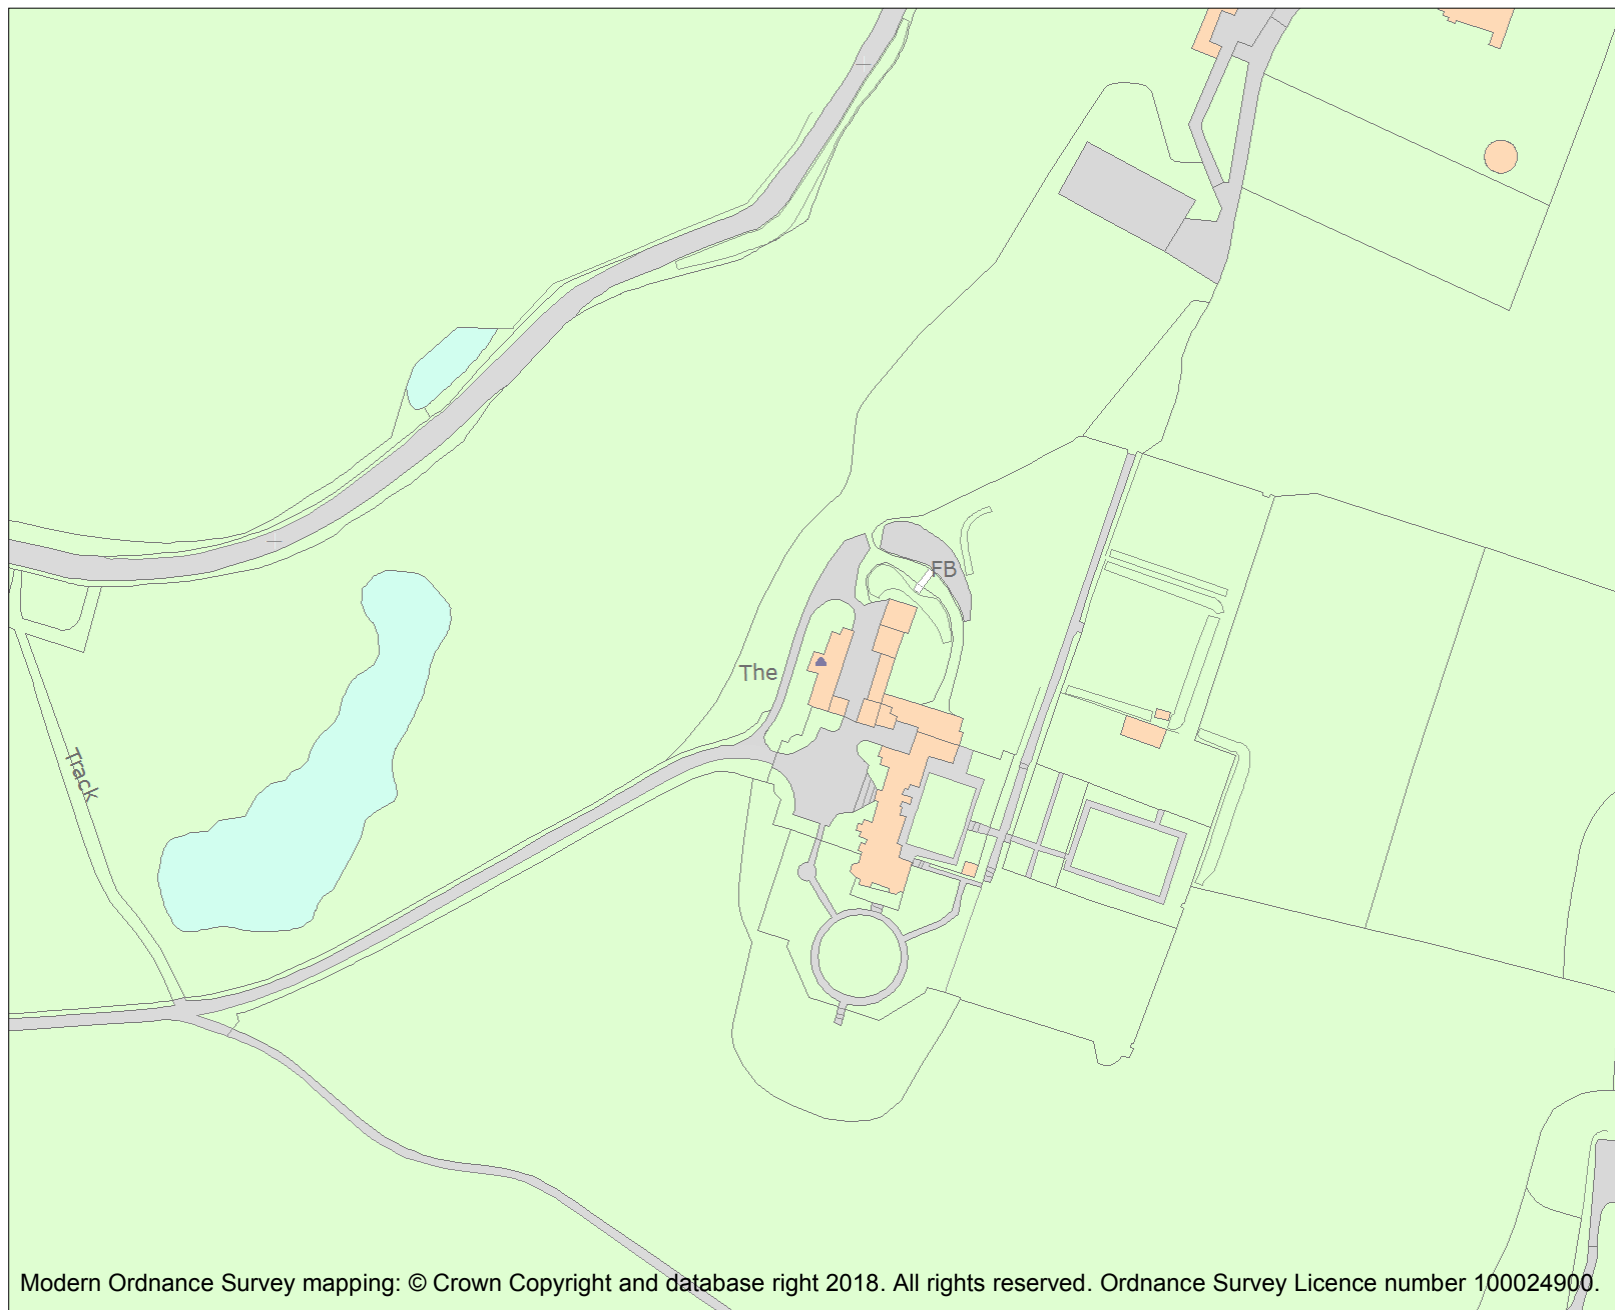 FB
The
Track
Modern Ordnance Survey mapping: © Crown Copyright and database right 2018. All rights reserved. Ordnance Survey Licence number 100024900.